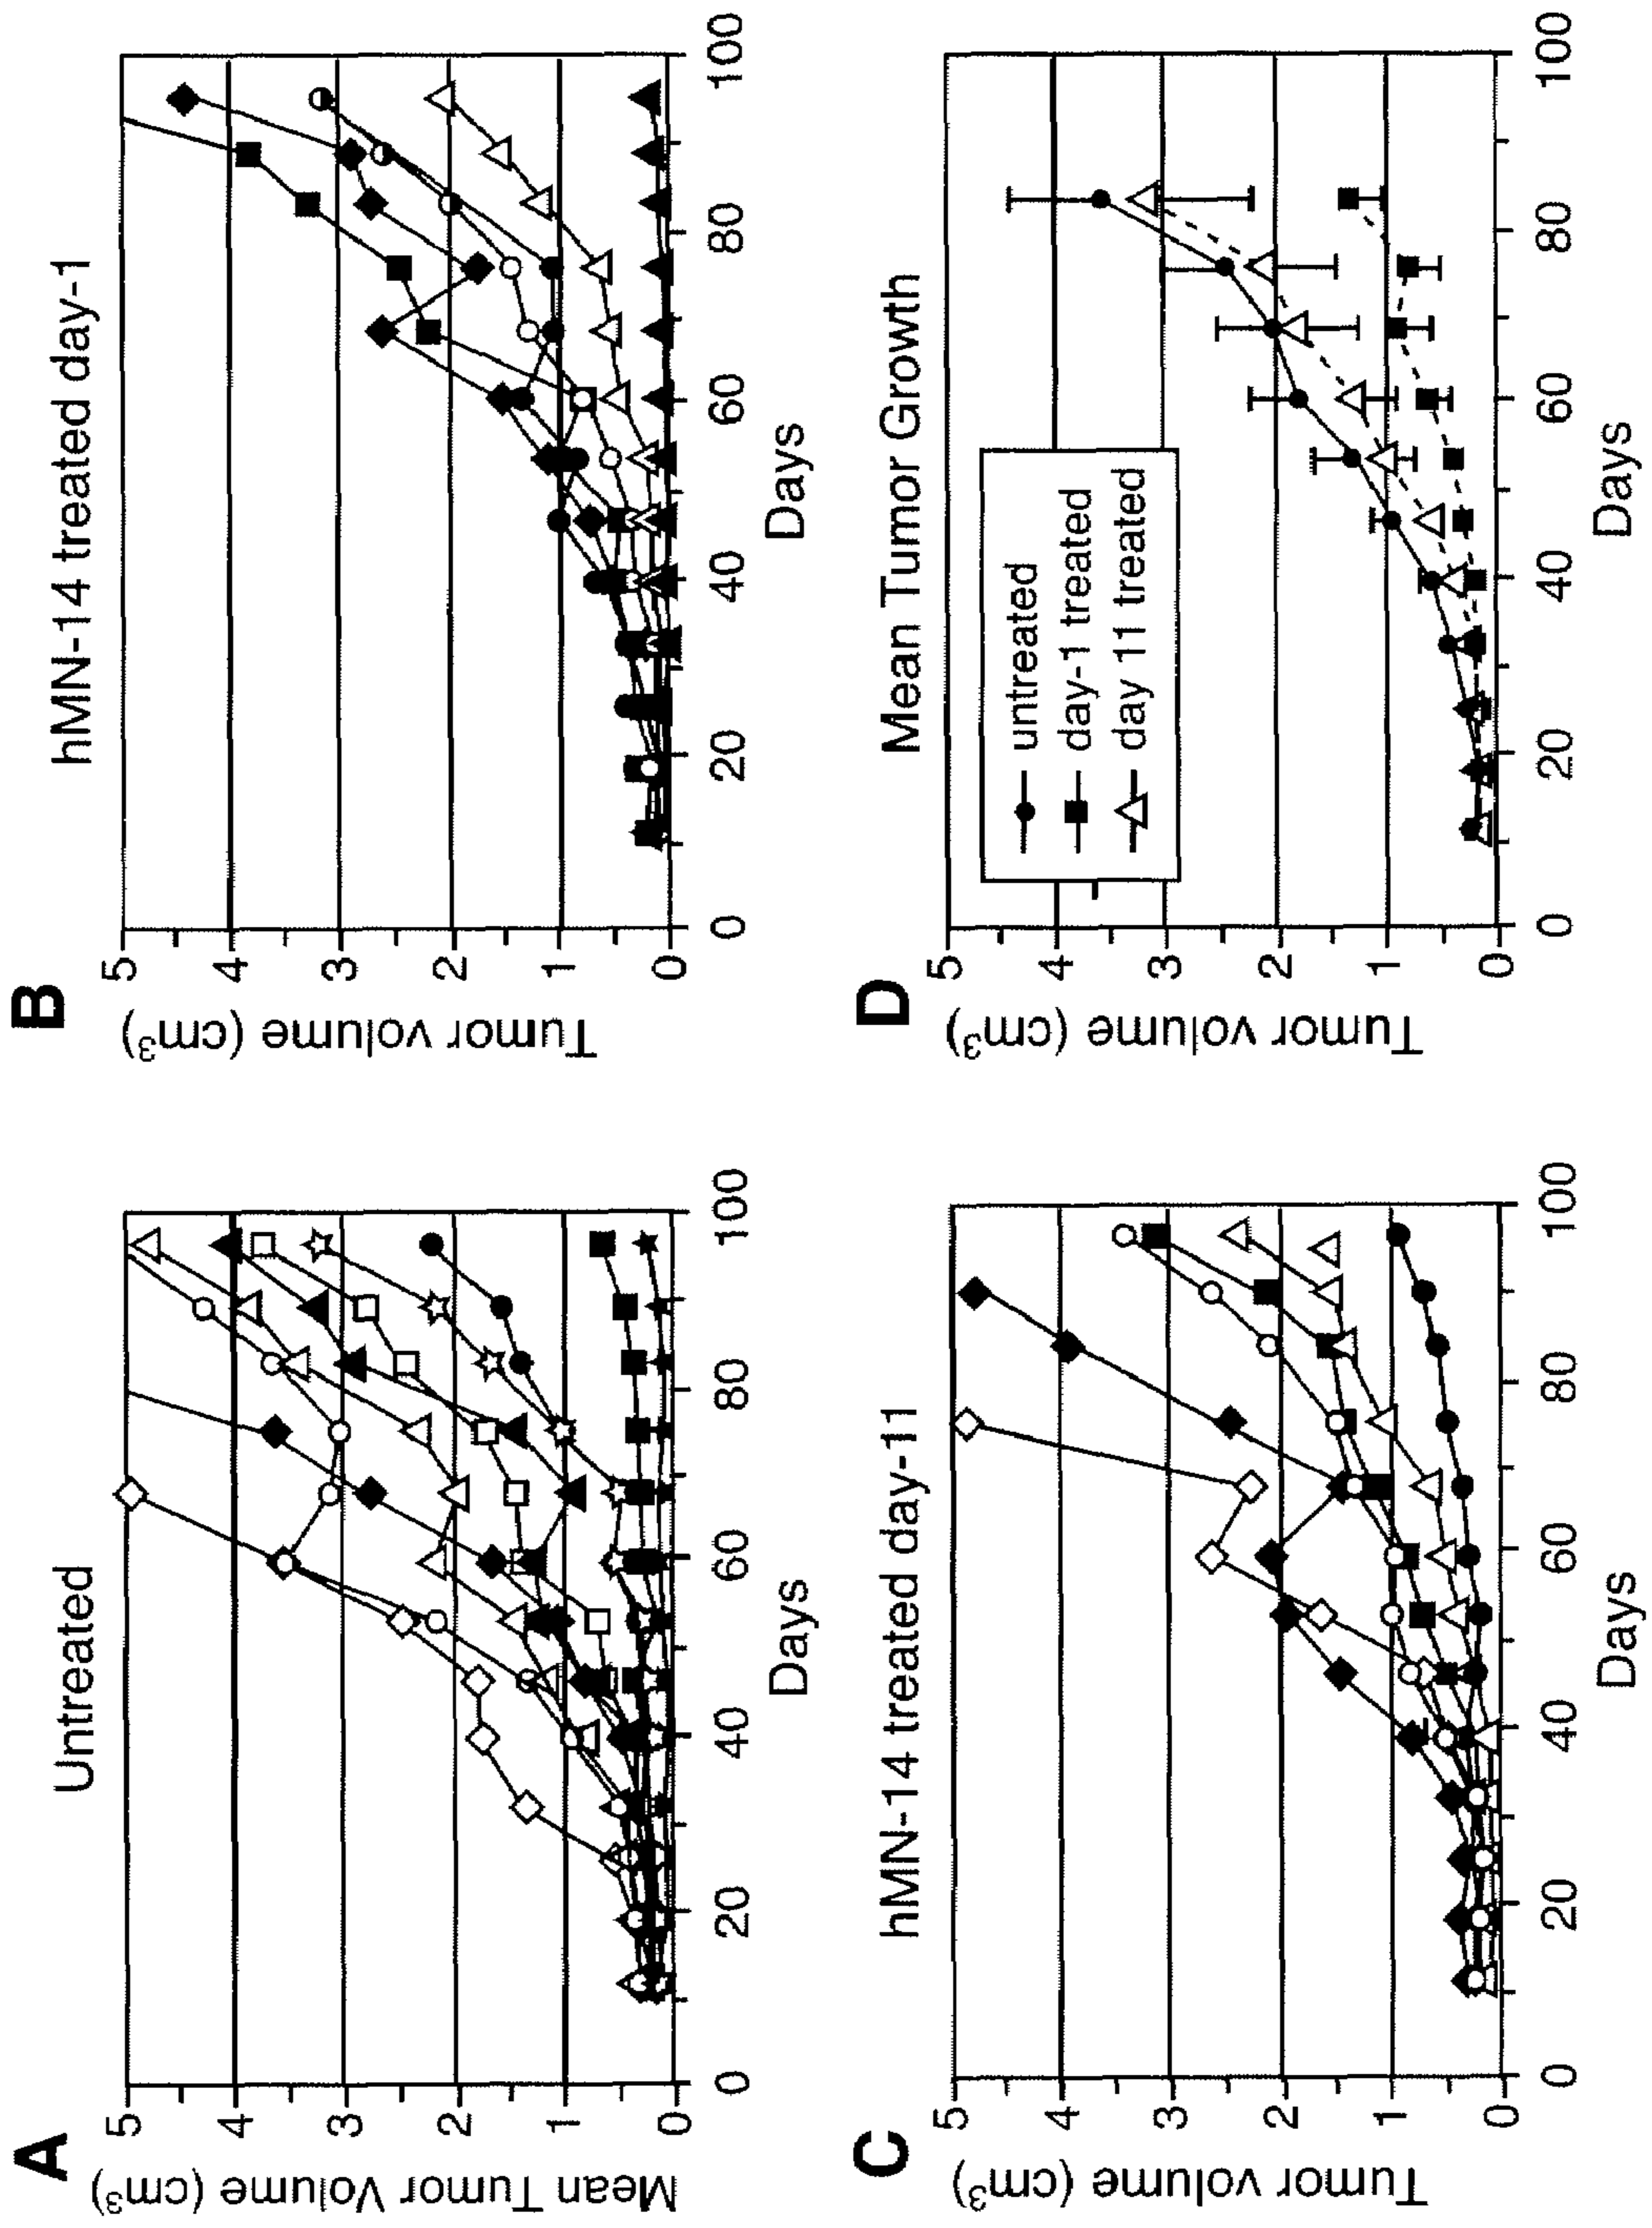 A
Untreated
Mean Tumor Volume (cm³)
5
4
3
2
1
0
0
20
40
60
80
100
Days
B
hMN-14 treated day-1
Tumor volume (cm³)
5
4
3
2
1
0
0
20
40
60
80
100
Days
C
hMN-14 treated day-11
Tumor volume (cm³)
5
4
3
2
1
0
0
20
40
60
80
100
Days
D
Mean Tumor Growth
Tumor volume (cm³)
5
4
3
2
1
0
untreated
day-1 treated
day 11 treated
0
20
40
60
80
100
Days